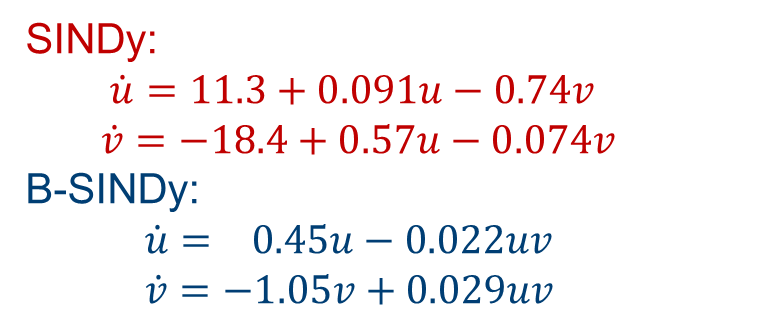 SINDy:
u̇ = 11.3 + 0.091u − 0.74v
v̇ = −18.4 + 0.57u − 0.074v
B-SINDy:
u̇ = 0.45u − 0.022uv
v̇ = −1.05v + 0.029uv